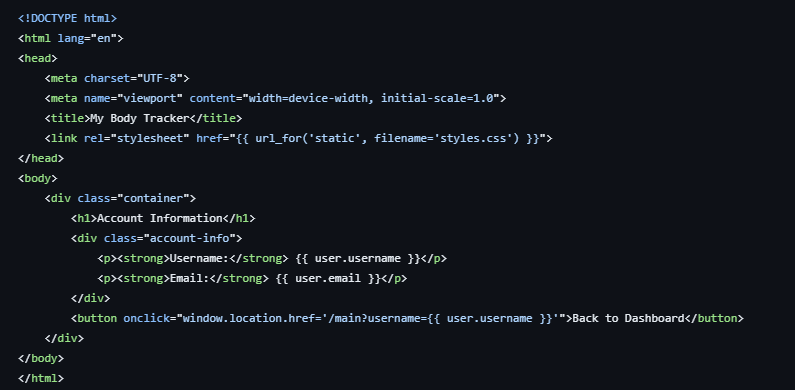 <!DOCTYPE html>
<html lang="en">
<head>
    <meta charset="UTF-8">
    <meta name="viewport" content="width=device-width, initial-scale=1.0">
    <title>My Body Tracker</title>
    <link rel="stylesheet" href="{{ url_for('static', filename='styles.css') }}">
</head>
<body>
    <div class="container">
        <h1>Account Information</h1>
        <div class="account-info">
            <p><strong>Username:</strong> {{ user.username }}</p>
            <p><strong>Email:</strong> {{ user.email }}</p>
        </div>
        <button onclick="window.location.href='/main?username={{ user.username }}'">Back to Dashboard</button>
    </div>
</body>
</html>